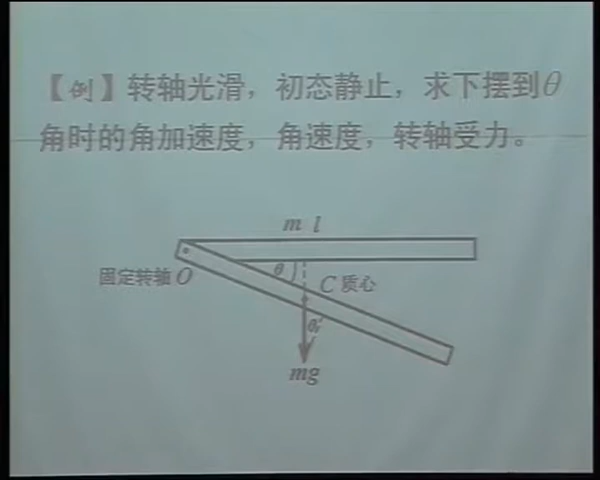 【例】转轴光滑，初态静止，求下摆到θ
角时的角加速度，角速度，转轴受力。
m l
θ
固定转轴O
C 质心
θ
mg